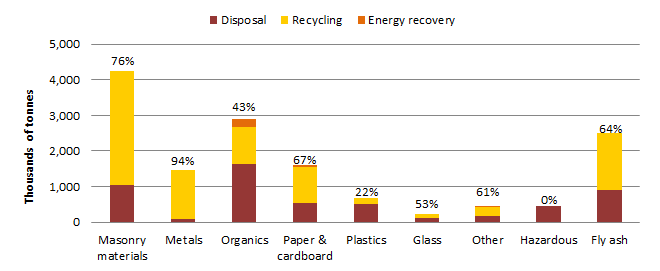 Disposal Recycling Energy recovery
Thousands of tonnes
5,000
4,000
3,000
2,000
1,000
0
76%
94%
43%
67%
22%
53%
61%
0%
64%
Masonry materials
Metals
Organics
Paper & cardboard
Plastics
Glass
Other
Hazardous
Fly ash